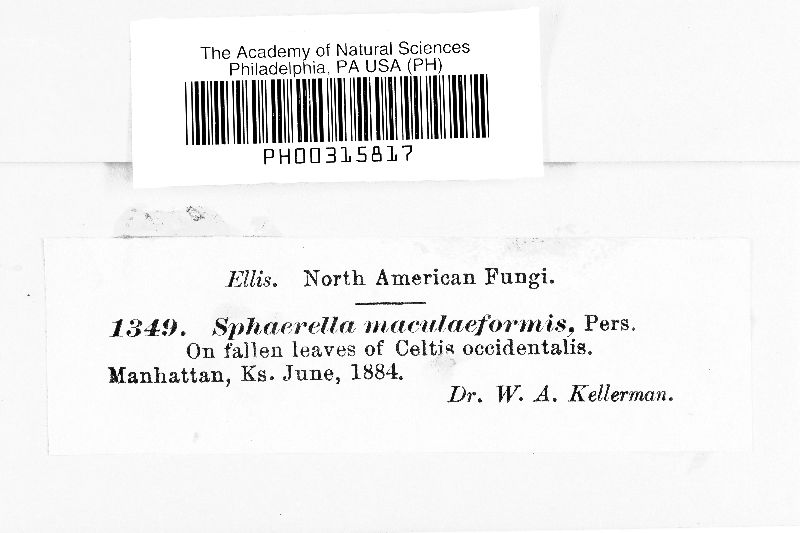 The Academy of Natural Sciences
Philadelphia, PA USA (PH)
PH00315817
Ellis. North American Fungi.
1349. Sphaerella maculaeformis, Pers.
On fallen leaves of Celtis occidentalis.
Manhattan, Ks. June, 1884.
Dr. W. A. Kellerman.